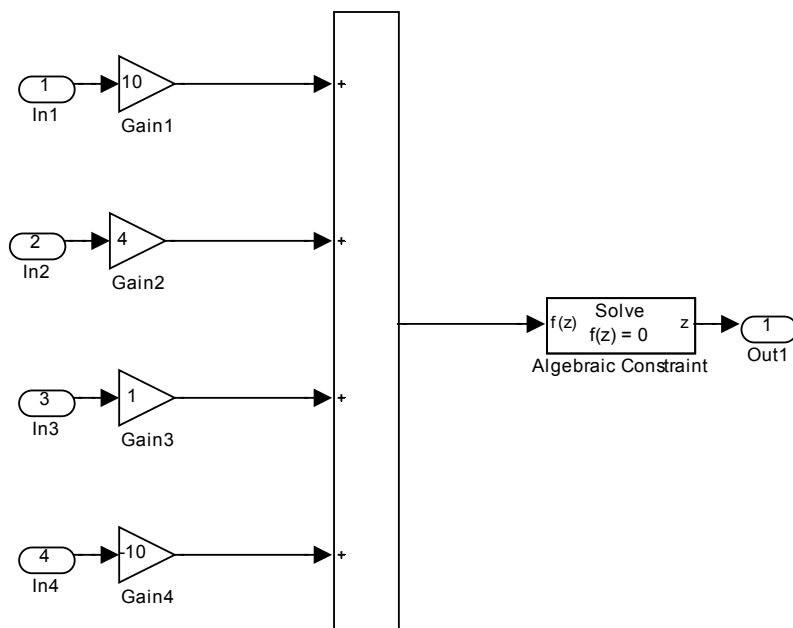 1
In1
10
Gain1
+
2
In2
4
Gain2
+
3
In3
1
Gain3
+
4
In4
-10
Gain4
+
f(z)
Solve
f(z) = 0
z
Algebraic Constraint
1
Out1